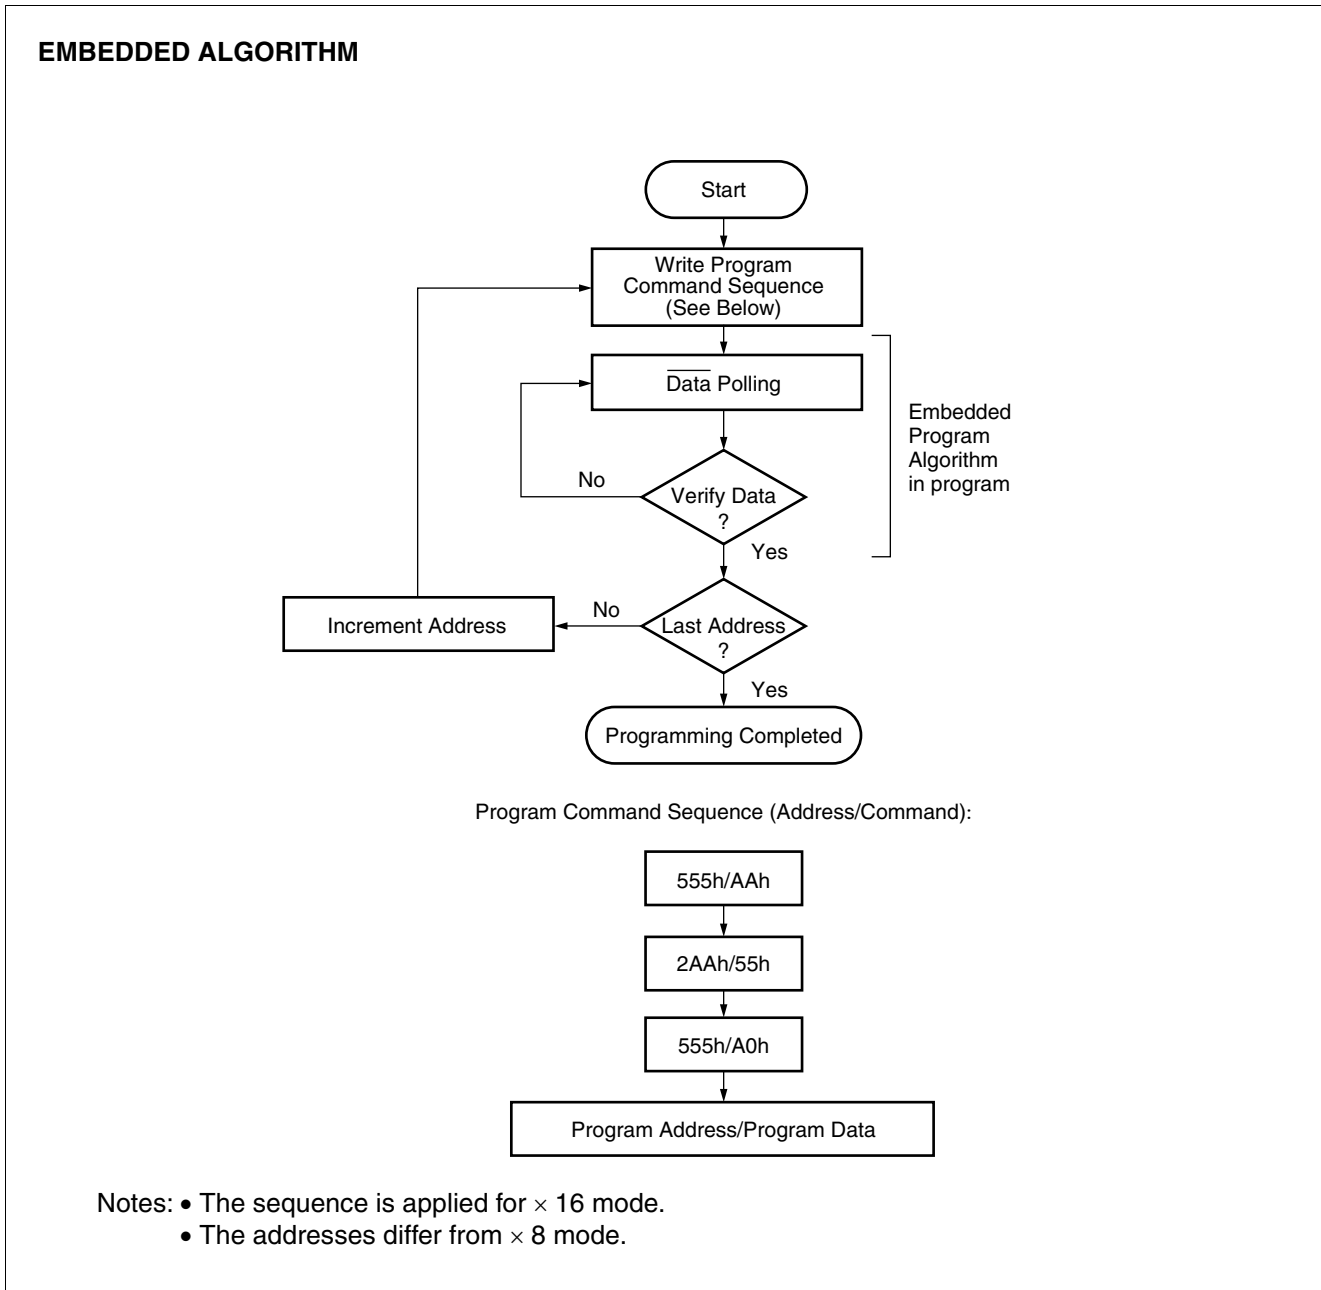 EMBEDDED ALGORITHM
Start
Write Program
Command Sequence
(See Below)
Data Polling
Embedded
Program
Algorithm
in program
No
Verify Data
?
Yes
Increment Address
No
Last Address
?
Yes
Programming Completed
Program Command Sequence (Address/Command):
555h/AAh
2AAh/55h
555h/A0h
Program Address/Program Data
Notes: • The sequence is applied for × 16 mode.
• The addresses differ from × 8 mode.